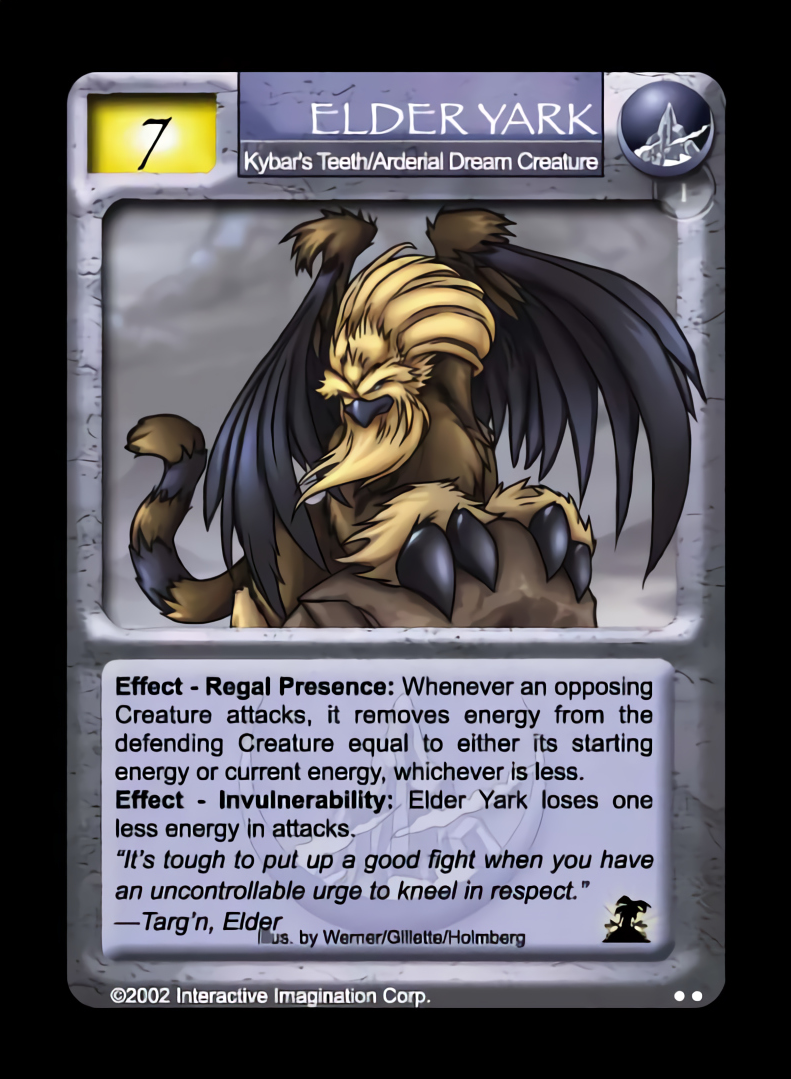 7
ELDER YARK
Kybar's Teeth/Arderial Dream Creature
1
Effect - Regal Presence: Whenever an opposing
Creature attacks, it removes energy from the
defending Creature equal to either its starting
energy or current energy, whichever is less.
Effect - Invulnerability: Elder Yark loses one
less energy in attacks.
“It's tough to put up a good fight when you have
an uncontrollable urge to kneel in respect.”
—Targ'n, Elder
Illus. by Werner/Gillette/Holmberg
©2002 Interactive Imagination Corp.